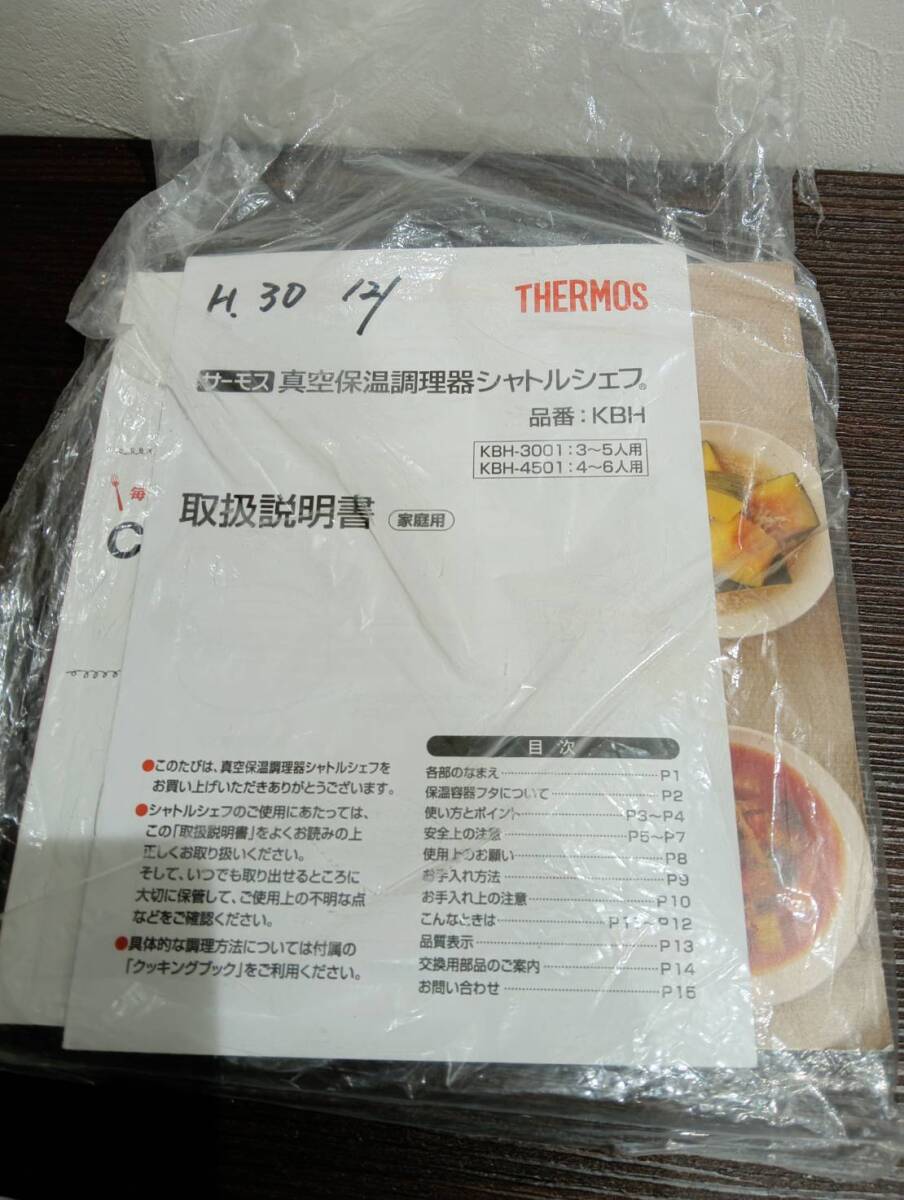 H.30 12/
THERMOS
サーモス 真空保温調理器シャトルシェフ®
品番：KBH
KBH-3001：3〜5人用
KBH-4501：4〜6人用
取扱説明書 家庭用
毎
C
●このたびは、真空保温調理器シャトルシェフを
お買い上げいただきありがとうございます。
●シャトルシェフのご使用にあたっては、
この「取扱説明書」をよくお読みの上
正しくお取り扱いください。
そして、いつでも取り出せるところに
大切に保管して、ご使用上の不明な点
などをご確認ください。
●具体的な調理方法については付属の
「クッキングブック」をご利用ください。
目次
各部のなまえ P1
保温容器フタについて P2
使い方とポイント P3〜P4
安全上の注意 P5〜P7
使用上のお願い P8
お手入れ方法 P9
お手入れ上の注意 P10
こんなときは P12
品質表示 P13
交換用部品のご案内 P14
お問い合わせ P15